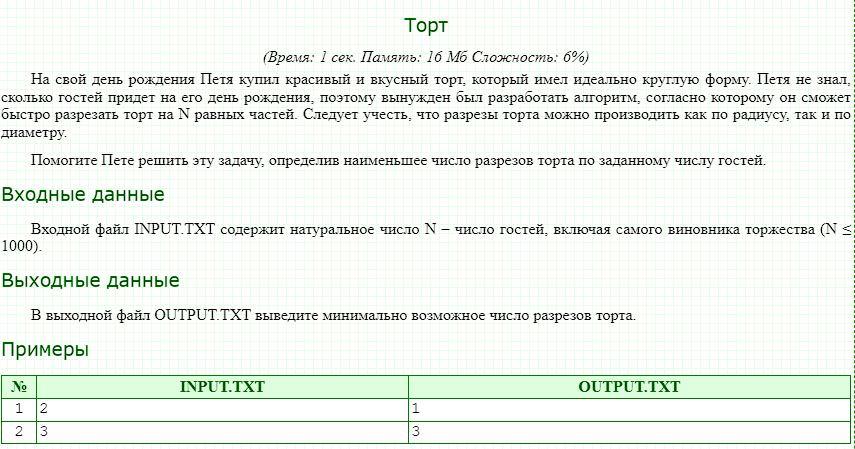 Торт
(Время: 1 сек. Память: 16 Мб Сложность: 6%)
На свой день рождения Петя купил красивый и вкусный торт, который имел идеально круглую форму. Петя не знал,
сколько гостей придет на его день рождения, поэтому вынужден был разработать алгоритм, согласно которому он сможет
быстро разрезать торт на N равных частей. Следует учесть, что разрезы торта можно производить как по радиусу, так и по
диаметру.
Помогите Пете решить эту задачу, определив наименьшее число разрезов торта по заданному числу гостей.
Входные данные
Входной файл INPUT.TXT содержит натуральное число N – число гостей, включая самого виновника торжества (N ≤
1000).
Выходные данные
В выходной файл OUTPUT.TXT выведите минимально возможное число разрезов торта.
Примеры
№ INPUT.TXT OUTPUT.TXT
1 2 1
2 3 3